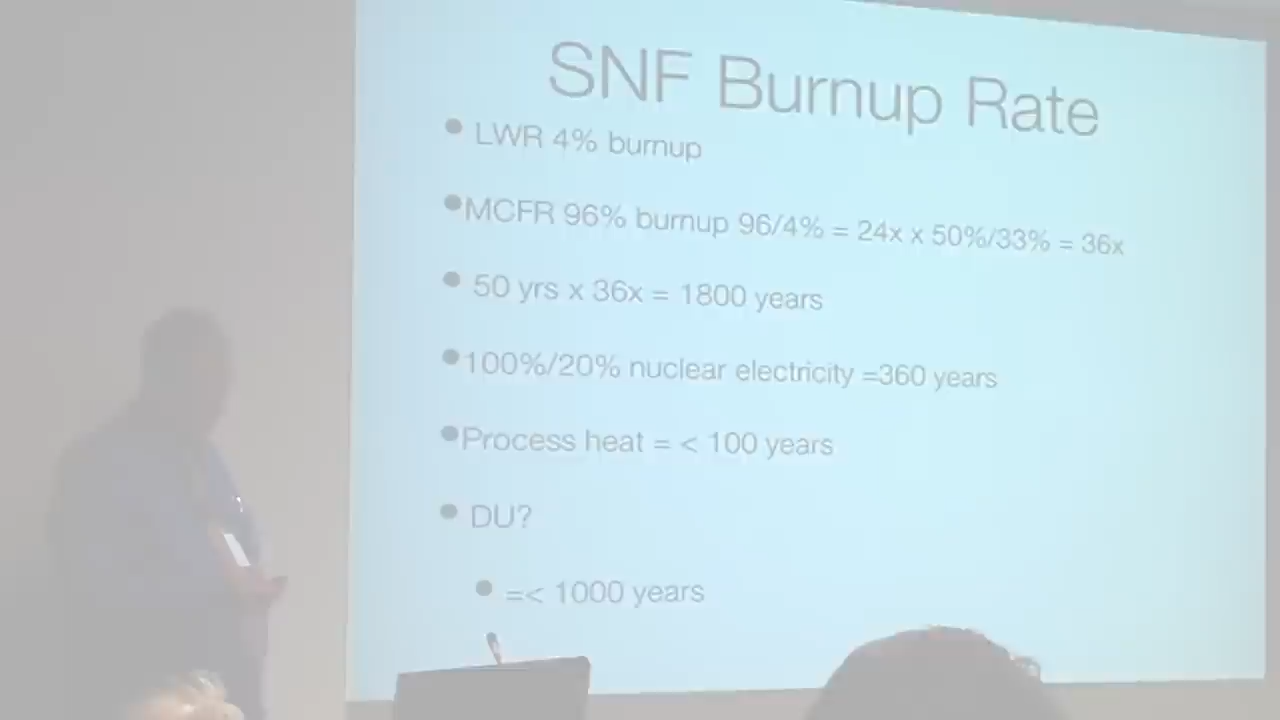 SNF Burnup Rate
• LWR 4% burnup
• MCFR 96% burnup 96/4% = 24x x 50%/33% = 36x
• 50 yrs x 36x = 1800 years
• 100%/20% nuclear electricity =360 years
• Process heat = < 100 years
• DU?
• =< 1000 years